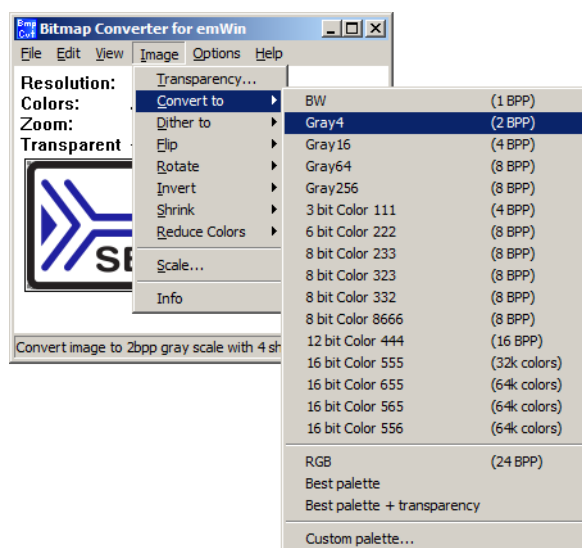 Bmp Cvt Bitmap Converter for emWin
File Edit View Image Options Help
Resolution:
Colors:
Zoom:
Transparent
Transparency...
Convert to
Dither to
Flip
Rotate
Invert
Shrink
Reduce Colors
Scale...
Info
SE
Convert image to 2bpp gray scale with 4 sh
BW (1 BPP)
Gray4 (2 BPP)
Gray16 (4 BPP)
Gray64 (8 BPP)
Gray256 (8 BPP)
3 bit Color 111 (4 BPP)
6 bit Color 222 (8 BPP)
8 bit Color 233 (8 BPP)
8 bit Color 323 (8 BPP)
8 bit Color 332 (8 BPP)
8 bit Color 8666 (8 BPP)
12 bit Color 444 (16 BPP)
16 bit Color 555 (32k colors)
16 bit Color 655 (64k colors)
16 bit Color 565 (64k colors)
16 bit Color 556 (64k colors)
RGB (24 BPP)
Best palette
Best palette + transparency
Custom palette...